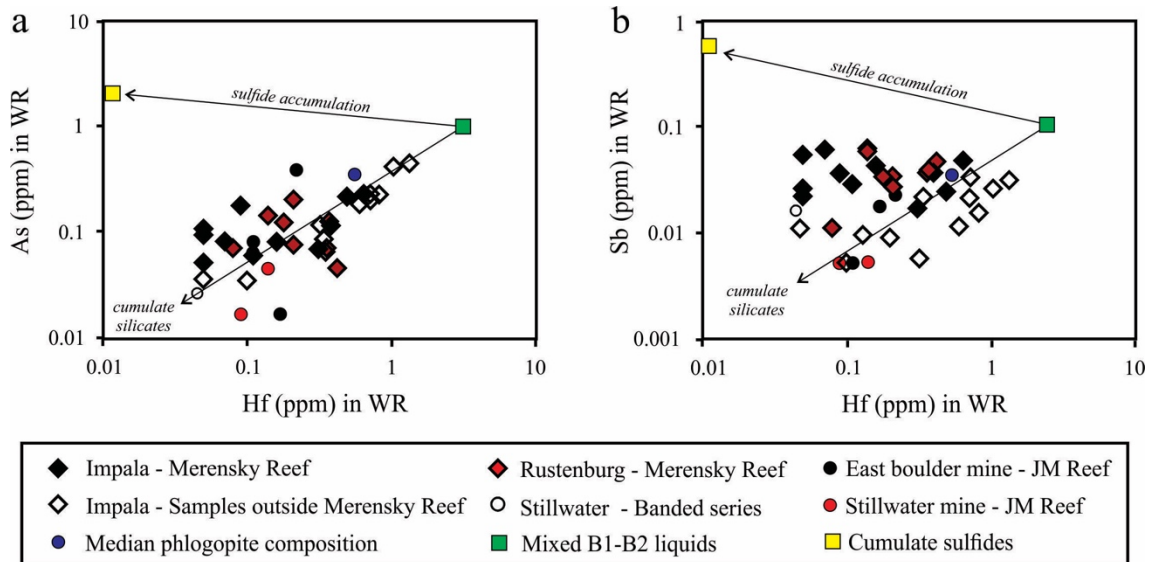 a
10
1
0.1
0.01
As (ppm) in WR
sulfide accumulation
cumulate
silicates
0.01
0.1
1
10
Hf (ppm) in WR
b
1
0.1
0.01
0.001
Sb (ppm) in WR
sulfide accumulation
cumulate
silicates
0.01
0.1
1
10
Hf (ppm) in WR
Impala - Merensky Reef
Rustenburg - Merensky Reef
East boulder mine - JM Reef
Impala - Samples outside Merensky Reef
Stillwater - Banded series
Stillwater mine - JM Reef
Median phlogopite composition
Mixed B1-B2 liquids
Cumulate sulfides